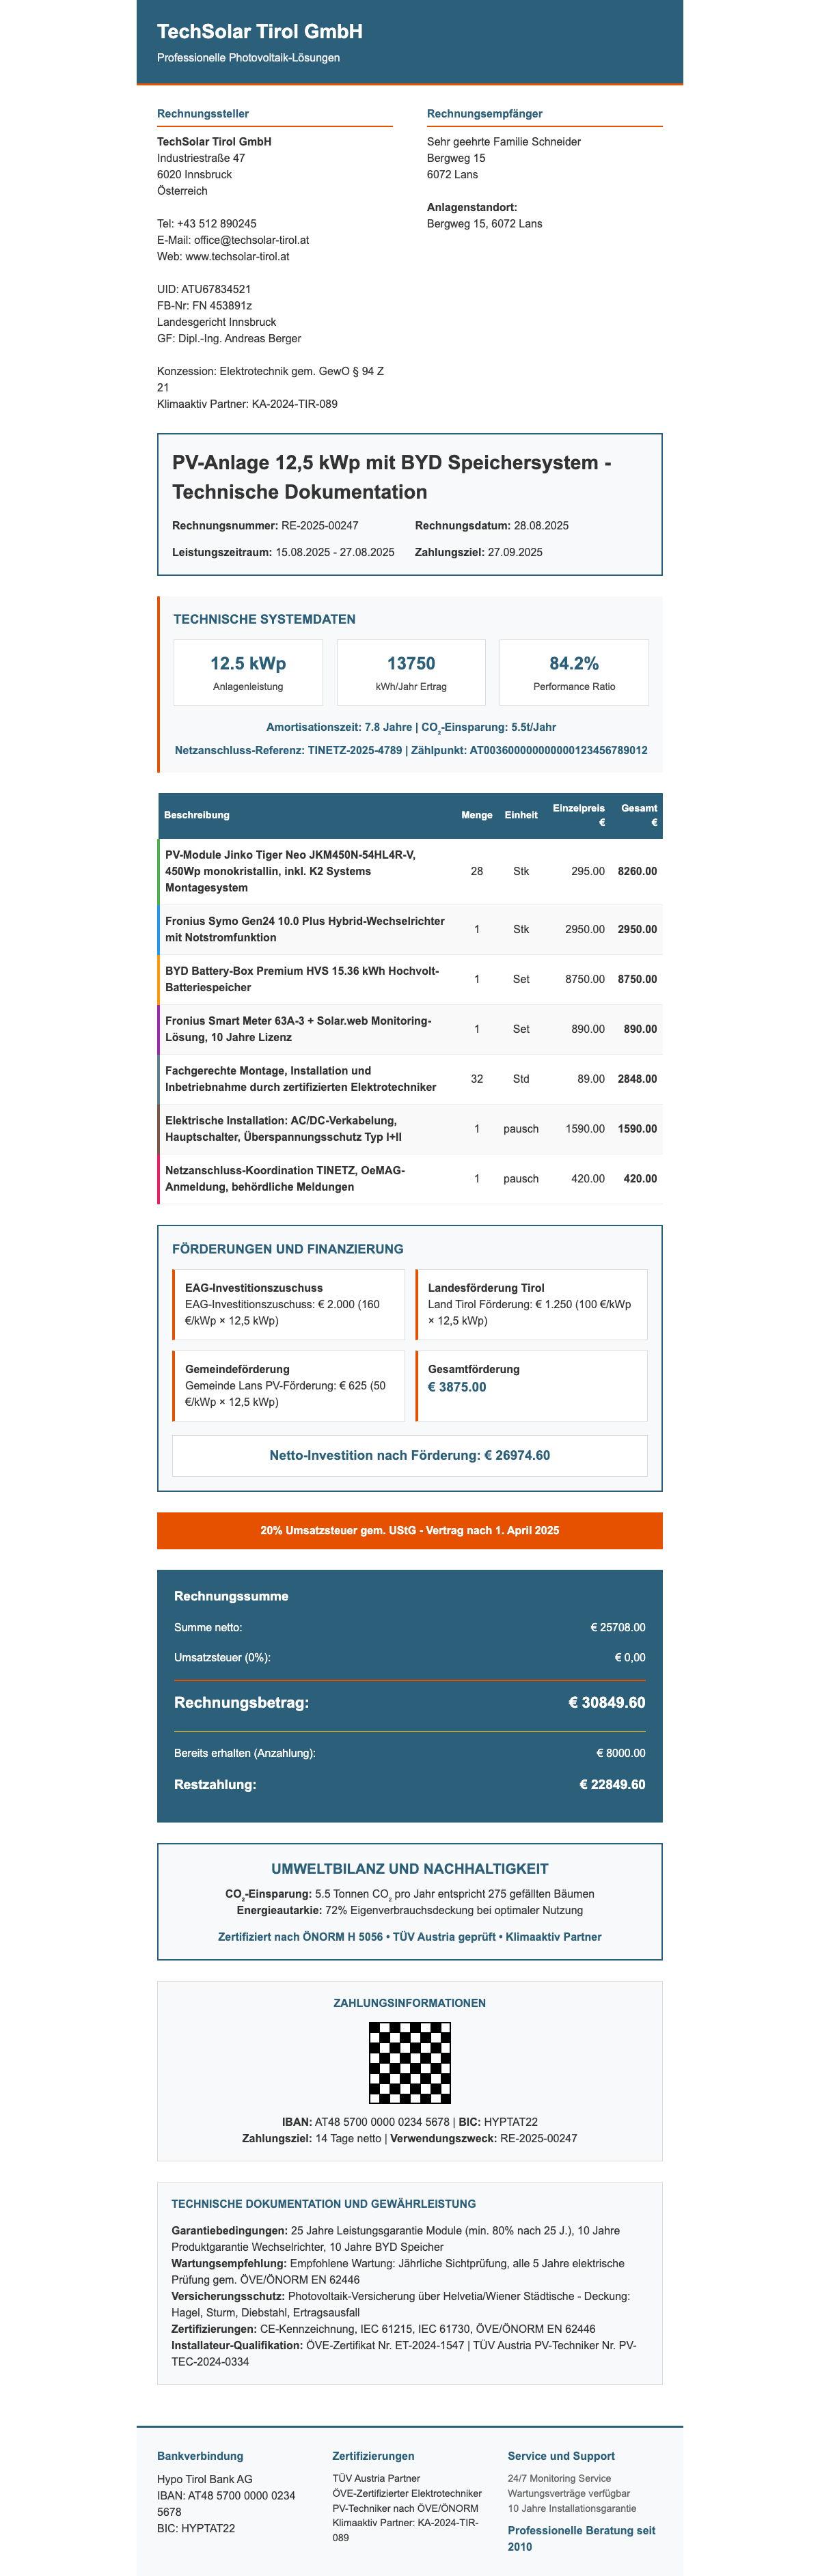 TechSolar Tirol GmbH
Professionelle Photovoltaik-Lösungen
Rechnungssteller
TechSolar Tirol GmbH
Industriestraße 47
6020 Innsbruck
Österreich
Tel: +43 512 890245
E-Mail: office@techsolar-tirol.at
Web: www.techsolar-tirol.at
UID: ATU67834521
FB-Nr: FN 453891z
Landesgericht Innsbruck
GF: Dipl.-Ing. Andreas Berger
Konzession: Elektrotechnik gem. GewO § 94 Z
21
Klimaaktiv Partner: KA-2024-TIR-089
Rechnungsempfänger
Sehr geehrte Familie Schneider
Bergweg 15
6072 Lans
Anlagenstandort:
Bergweg 15, 6072 Lans
PV-Anlage 12,5 kWp mit BYD Speichersystem -
Technische Dokumentation
Rechnungsnummer: RE-2025-00247 Rechnungsdatum: 28.08.2025
Leistungszeitraum: 15.08.2025 - 27.08.2025 Zahlungsziel: 27.09.2025
TECHNISCHE SYSTEMDATEN
12.5 kWp
Anlagenleistung
13750
kWh/Jahr Ertrag
84.2%
Performance Ratio
Amortisationszeit: 7.8 Jahre | CO₂-Einsparung: 5.5t/Jahr
Netzanschluss-Referenz: TINETZ-2025-4789 | Zählpunkt: AT003600000000000123456789012
Beschreibung Menge Einheit Einzelpreis € Gesamt €
PV-Module Jinko Tiger Neo JKM450N-54HL4R-V,
450Wp monokristallin, inkl. K2 Systems
Montagesystem
28 Stk 295.00 8260.00
Fronius Symo Gen24 10.0 Plus Hybrid-Wechselrichter
mit Notstromfunktion
1 Stk 2950.00 2950.00
BYD Battery-Box Premium HVS 15.36 kWh Hochvolt-
Batteriespeicher
1 Set 8750.00 8750.00
Fronius Smart Meter 63A-3 + Solar.web Monitoring-
Lösung, 10 Jahre Lizenz
1 Set 890.00 890.00
Fachgerechte Montage, Installation und
Inbetriebnahme durch zertifizierten Elektrotechniker
32 Std 89.00 2848.00
Elektrische Installation: AC/DC-Verkabelung,
Hauptschalter, Überspannungsschutz Typ I+II
1 pausch 1590.00 1590.00
Netzanschluss-Koordination TINETZ, OeMAG-
Anmeldung, behördliche Meldungen
1 pausch 420.00 420.00
FÖRDERUNGEN UND FINANZIERUNG
EAG-Investitionszuschuss
EAG-Investitionszuschuss: € 2.000 (160
€/kWp × 12,5 kWp)
Landesförderung Tirol
Land Tirol Förderung: € 1.250 (100 €/kWp
× 12,5 kWp)
Gemeindeförderung
Gemeinde Lans PV-Förderung: € 625 (50
€/kWp × 12,5 kWp)
Gesamtförderung
€ 3875.00
Netto-Investition nach Förderung: € 26974.60
20% Umsatzsteuer gem. UStG - Vertrag nach 1. April 2025
Rechnungssumme
Summe netto: € 25708.00
Umsatzsteuer (0%): € 0,00
Rechnungsbetrag: € 30849.60
Bereits erhalten (Anzahlung): € 8000.00
Restzahlung: € 22849.60
UMWELTBILANZ UND NACHHALTIGKEIT
CO₂-Einsparung: 5.5 Tonnen CO₂ pro Jahr entspricht 275 gefällten Bäumen
Energieautarkie: 72% Eigenverbrauchsdeckung bei optimaler Nutzung
Zertifiziert nach ÖNORM H 5056 • TÜV Austria geprüft • Klimaaktiv Partner
ZAHLUNGSINFORMATIONEN
IBAN: AT48 5700 0000 0234 5678 | BIC: HYPTAT22
Zahlungsziel: 14 Tage netto | Verwendungszweck: RE-2025-00247
TECHNISCHE DOKUMENTATION UND GEWÄHRLEISTUNG
Garantiebedingungen: 25 Jahre Leistungsgarantie Module (min. 80% nach 25 J.), 10 Jahre
Produktgarantie Wechselrichter, 10 Jahre BYD Speicher
Wartungsempfehlung: Empfohlene Wartung: Jährliche Sichtprüfung, alle 5 Jahre elektrische
Prüfung gem. ÖVE/ÖNORM EN 62446
Versicherungsschutz: Photovoltaik-Versicherung über Helvetia/Wiener Städtische - Deckung:
Hagel, Sturm, Diebstahl, Ertragsausfall
Zertifizierungen: CE-Kennzeichnung, IEC 61215, IEC 61730, ÖVE/ÖNORM EN 62446
Installateur-Qualifikation: ÖVE-Zertifikat Nr. ET-2024-1547 | TÜV Austria PV-Techniker Nr. PV-
TEC-2024-0334
Bankverbindung
Hypo Tirol Bank AG
IBAN: AT48 5700 0000 0234
5678
BIC: HYPTAT22
Zertifizierungen
TÜV Austria Partner
ÖVE-Zertifizierter Elektrotechniker
PV-Techniker nach ÖVE/ÖNORM
Klimaaktiv Partner: KA-2024-TIR-
089
Service und Support
24/7 Monitoring Service
Wartungsverträge verfügbar
10 Jahre Installationsgarantie
Professionelle Beratung seit
2010